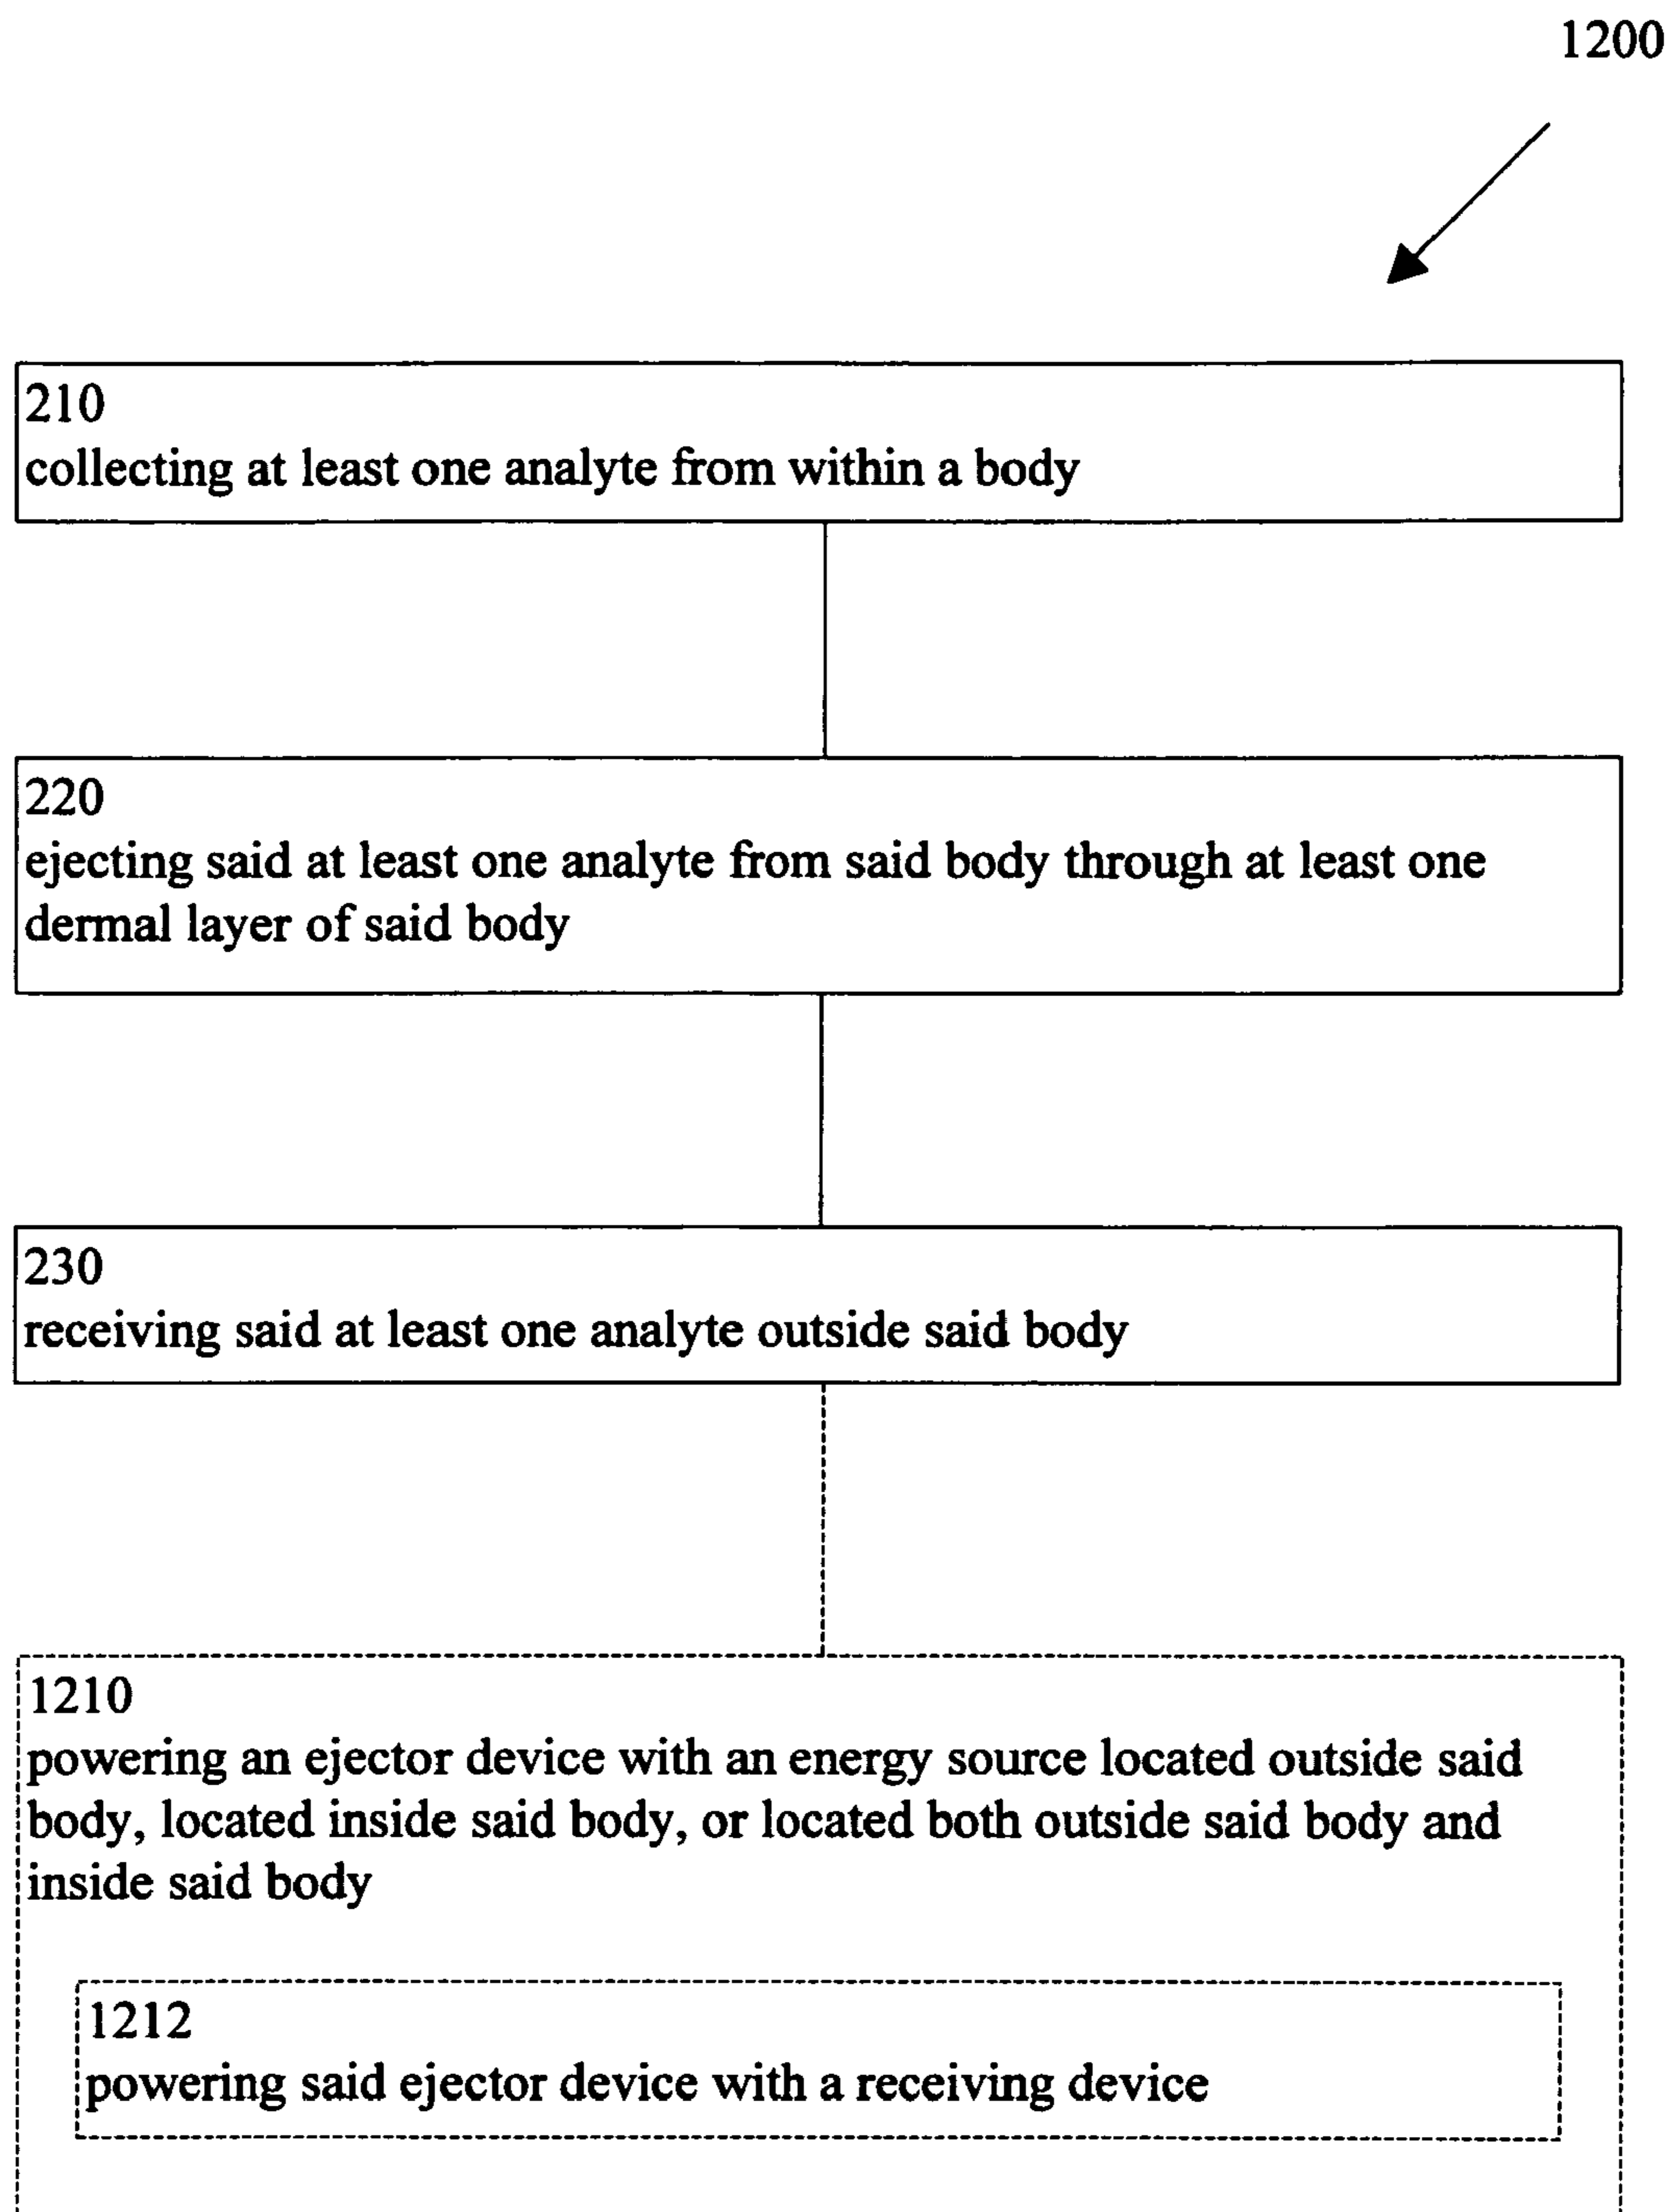 1200
210
collecting at least one analyte from within a body
220
ejecting said at least one analyte from said body through at least one
dermal layer of said body
230
receiving said at least one analyte outside said body
1210
powering an ejector device with an energy source located outside said
body, located inside said body, or located both outside said body and
inside said body
1212
powering said ejector device with a receiving device